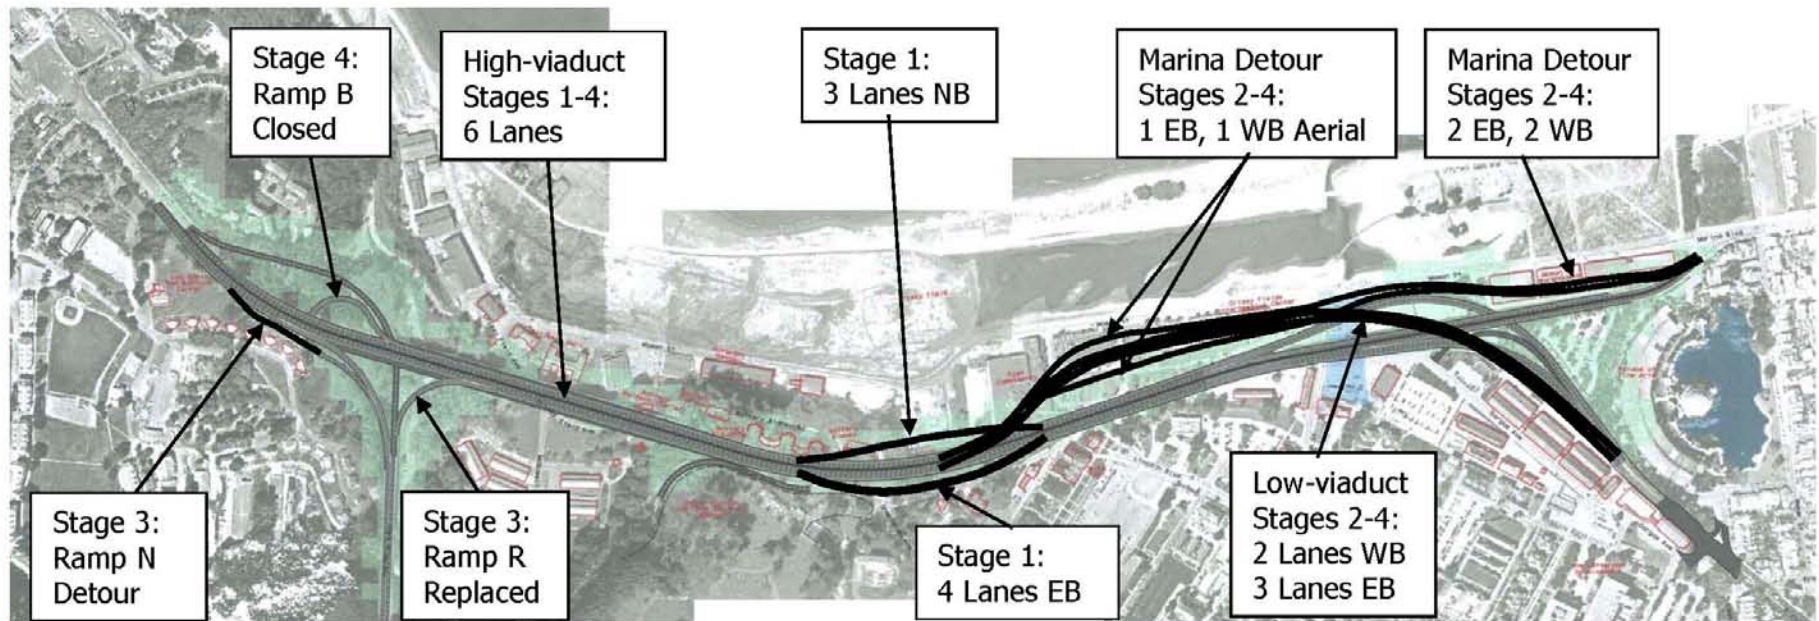 Stage 4:
Ramp B
Closed
High-viaduct
Stages 1-4:
6 Lanes
Stage 1:
3 Lanes NB
Marina Detour
Stages 2-4:
1 EB, 1 WB Aerial
Marina Detour
Stages 2-4:
2 EB, 2 WB
Stage 3:
Ramp N
Detour
Stage 3:
Ramp R
Replaced
Stage 1:
4 Lanes EB
Low-viaduct
Stages 2-4:
2 Lanes WB
3 Lanes EB